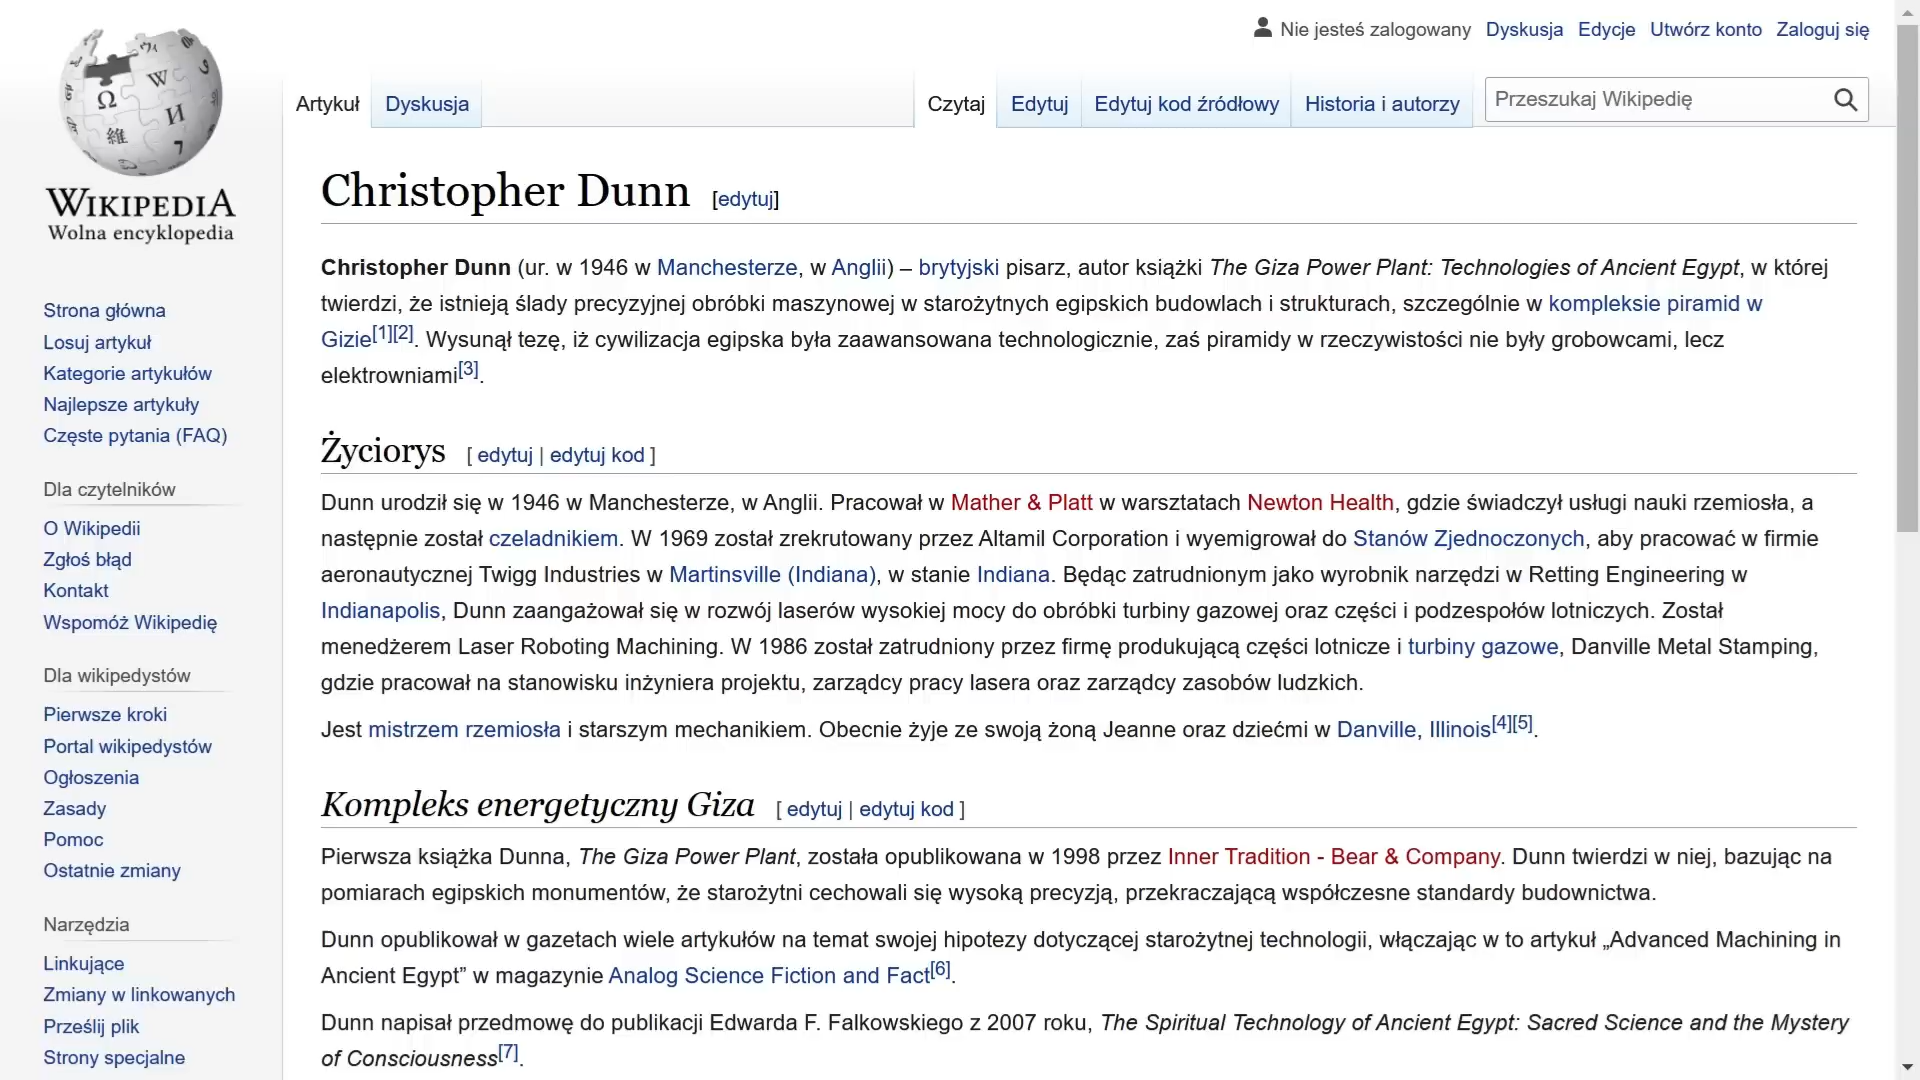 Nie jesteś zalogowany Dyskusja Edycje Utwórz konto Zaloguj się
Artykuł Dyskusja Czytaj Edytuj Edytuj kod źródłowy Historia i autorzy Przeszukaj Wikipedię
WIKIPEDIA
Wolna encyklopedia
Strona główna
Losuj artykuł
Kategorie artykułów
Najlepsze artykuły
Częste pytania (FAQ)
Dla czytelników
O Wikipedii
Zgłoś błąd
Kontakt
Wspomóż Wikipedię
Dla wikipedystów
Pierwsze kroki
Portal wikipedystów
Ogłoszenia
Zasady
Pomoc
Ostatnie zmiany
Narzędzia
Linkujące
Zmiany w linkowanych
Prześlij plik
Strony specjalne
Christopher Dunn [edytuj]
Christopher Dunn (ur. w 1946 w Manchesterze, w Anglii) – brytyjski pisarz, autor książki The Giza Power Plant: Technologies of Ancient Egypt, w której
twierdzi, że istnieją ślady precyzyjnej obróbki maszynowej w starożytnych egipskich budowlach i strukturach, szczególnie w kompleksie piramid w
Gizie[1][2]. Wysunął tezę, iż cywilizacja egipska była zaawansowana technologicznie, zaś piramidy w rzeczywistości nie były grobowcami, lecz
elektrowniami[3].
Życiorys [ edytuj | edytuj kod ]
Dunn urodził się w 1946 w Manchesterze, w Anglii. Pracował w Mather & Platt w warsztatach Newton Health, gdzie świadczył usługi nauki rzemiosła, a
następnie został czeladnikiem. W 1969 został zrekrutowany przez Altamil Corporation i wyemigrował do Stanów Zjednoczonych, aby pracować w firmie
aeronautycznej Twigg Industries w Martinsville (Indiana), w stanie Indiana. Będąc zatrudnionym jako wyrobnik narzędzi w Retting Engineering w
Indianapolis, Dunn zaangażował się w rozwój laserów wysokiej mocy do obróbki turbiny gazowej oraz części i podzespołów lotniczych. Został
menedżerem Laser Roboting Machining. W 1986 został zatrudniony przez firmę produkującą części lotnicze i turbiny gazowe, Danville Metal Stamping,
gdzie pracował na stanowisku inżyniera projektu, zarządcy pracy lasera oraz zarządcy zasobów ludzkich.
Jest mistrzem rzemiosła i starszym mechanikiem. Obecnie żyje ze swoją żoną Jeanne oraz dziećmi w Danville, Illinois[4][5].
Kompleks energetyczny Giza [ edytuj | edytuj kod ]
Pierwsza książka Dunna, The Giza Power Plant, została opublikowana w 1998 przez Inner Tradition - Bear & Company. Dunn twierdzi w niej, bazując na
pomiarach egipskich monumentów, że starożytni cechowali się wysoką precyzją, przekraczającą współczesne standardy budownictwa.
Dunn opublikował w gazetach wiele artykułów na temat swojej hipotezy dotyczącej starożytnej technologii, włączając w to artykuł „Advanced Machining in
Ancient Egypt” w magazynie Analog Science Fiction and Fact[6].
Dunn napisał przedmowę do publikacji Edwarda F. Falkowskiego z 2007 roku, The Spiritual Technology of Ancient Egypt: Sacred Science and the Mystery
of Consciousness[7].